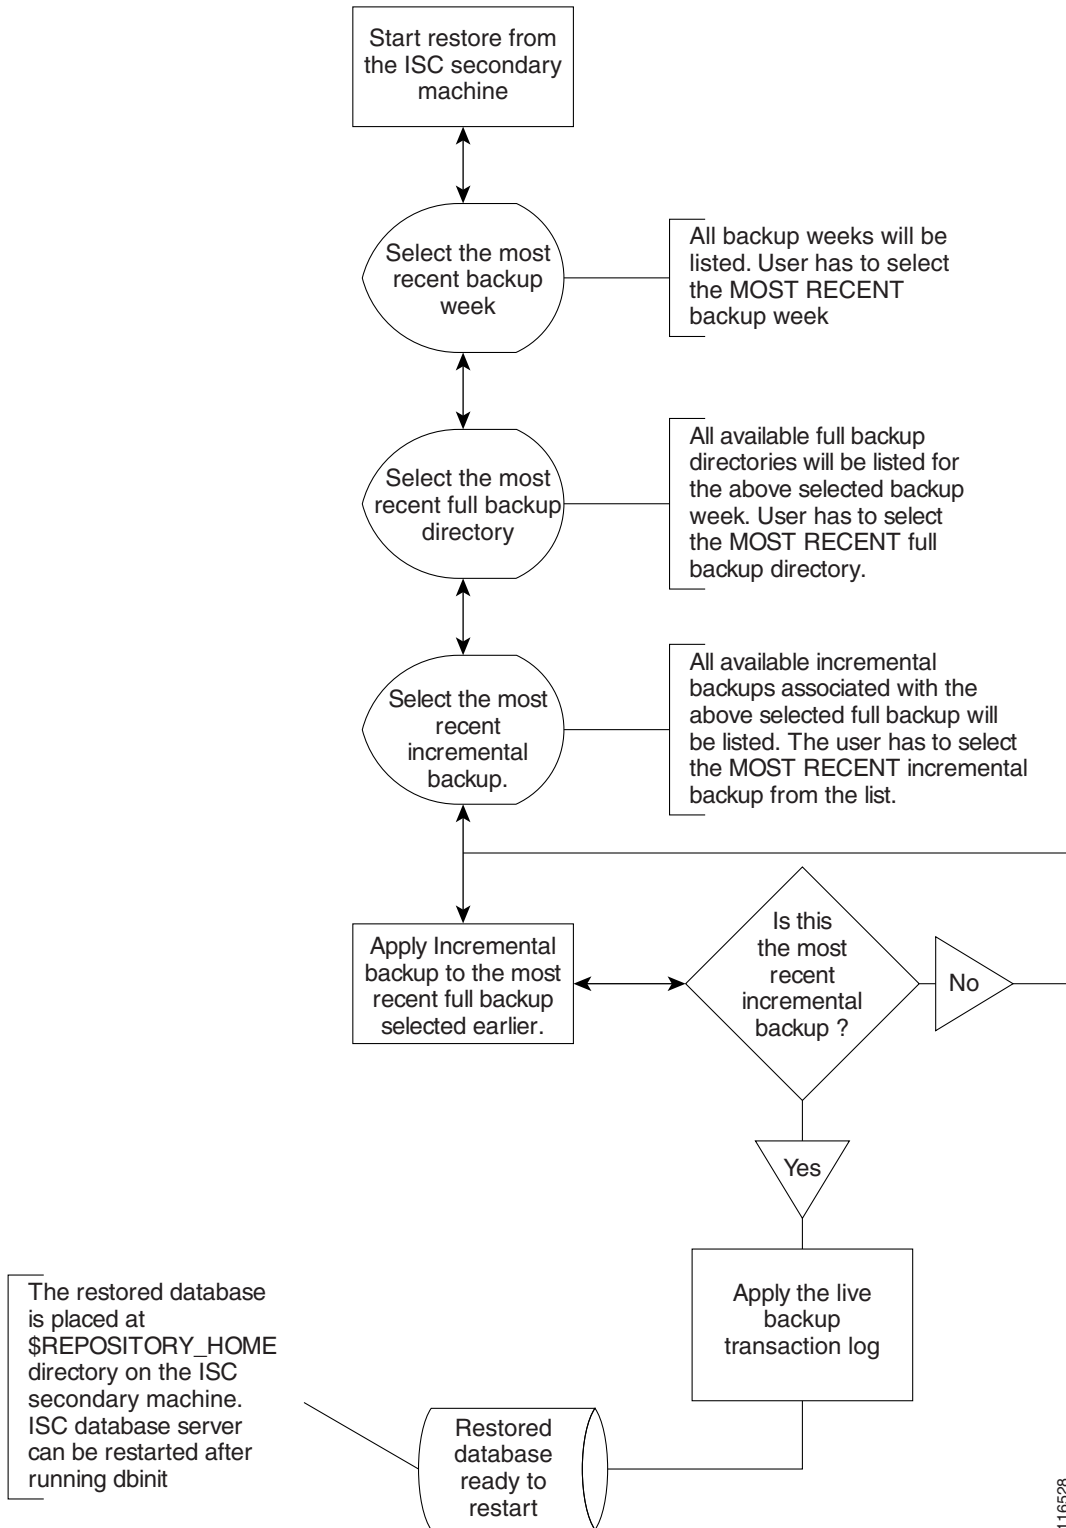 Start restore from
the ISC secondary
machine
Select the most
recent backup
week
All backup weeks will be
listed. User has to select
the MOST RECENT
backup week
Select the most
recent full backup
directory
All available full backup
directories will be listed for
the above selected backup
week. User has to select
the MOST RECENT full
backup directory.
Select the most
recent
incremental
backup.
All available incremental
backups associated with the
above selected full backup will
be listed. The user has to select
the MOST RECENT incremental
backup from the list.
Apply Incremental
backup to the most
recent full backup
selected earlier.
Is this
the most
recent
incremental
backup ?
No
Yes
Apply the live
backup
transaction log
The restored database
is placed at
$REPOSITORY_HOME
directory on the ISC
secondary machine.
ISC database server
can be restarted after
running dbinit
Restored
database
ready to
restart
116528